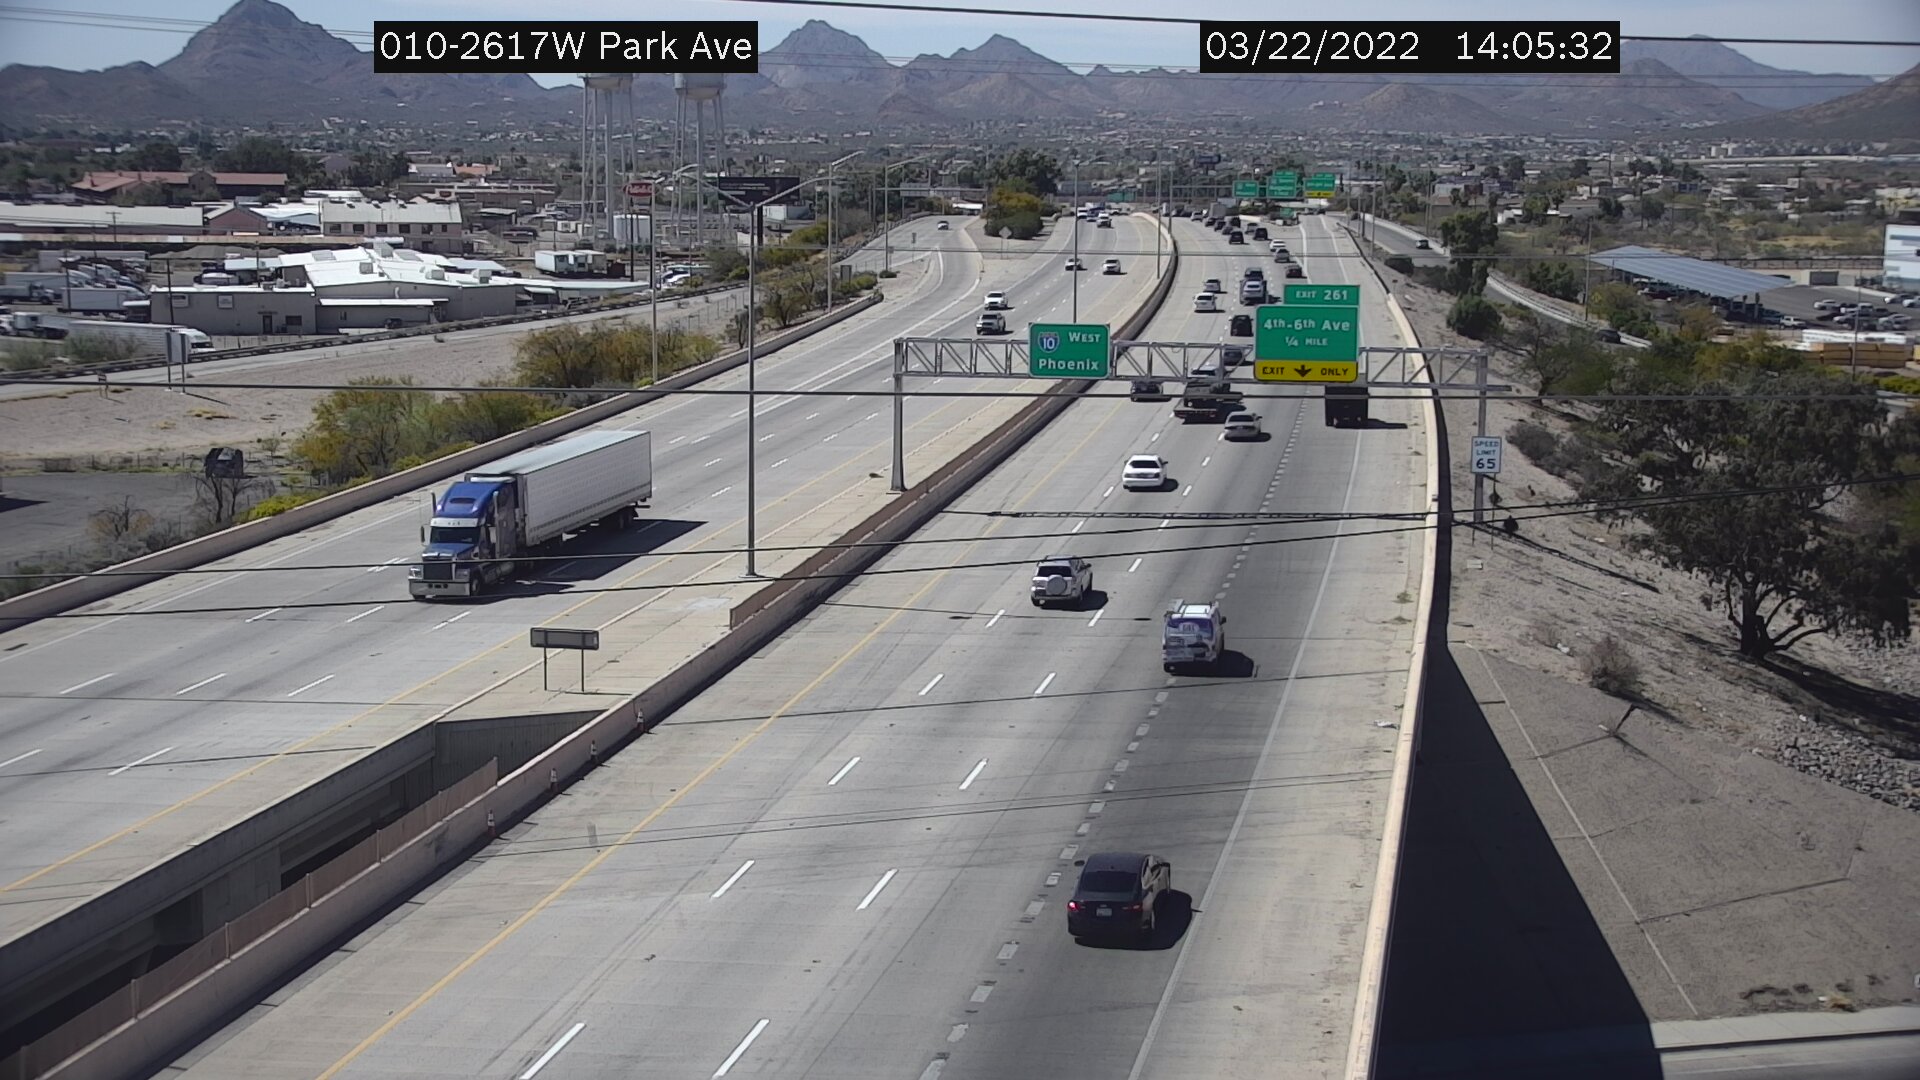 010-2617W Park Ave
03/22/2022 14:05:32
EXIT 261
4th-6th Ave
1/4 MILE
EXIT ONLY
10 WEST
Phoenix
SPEED
LIMIT
65